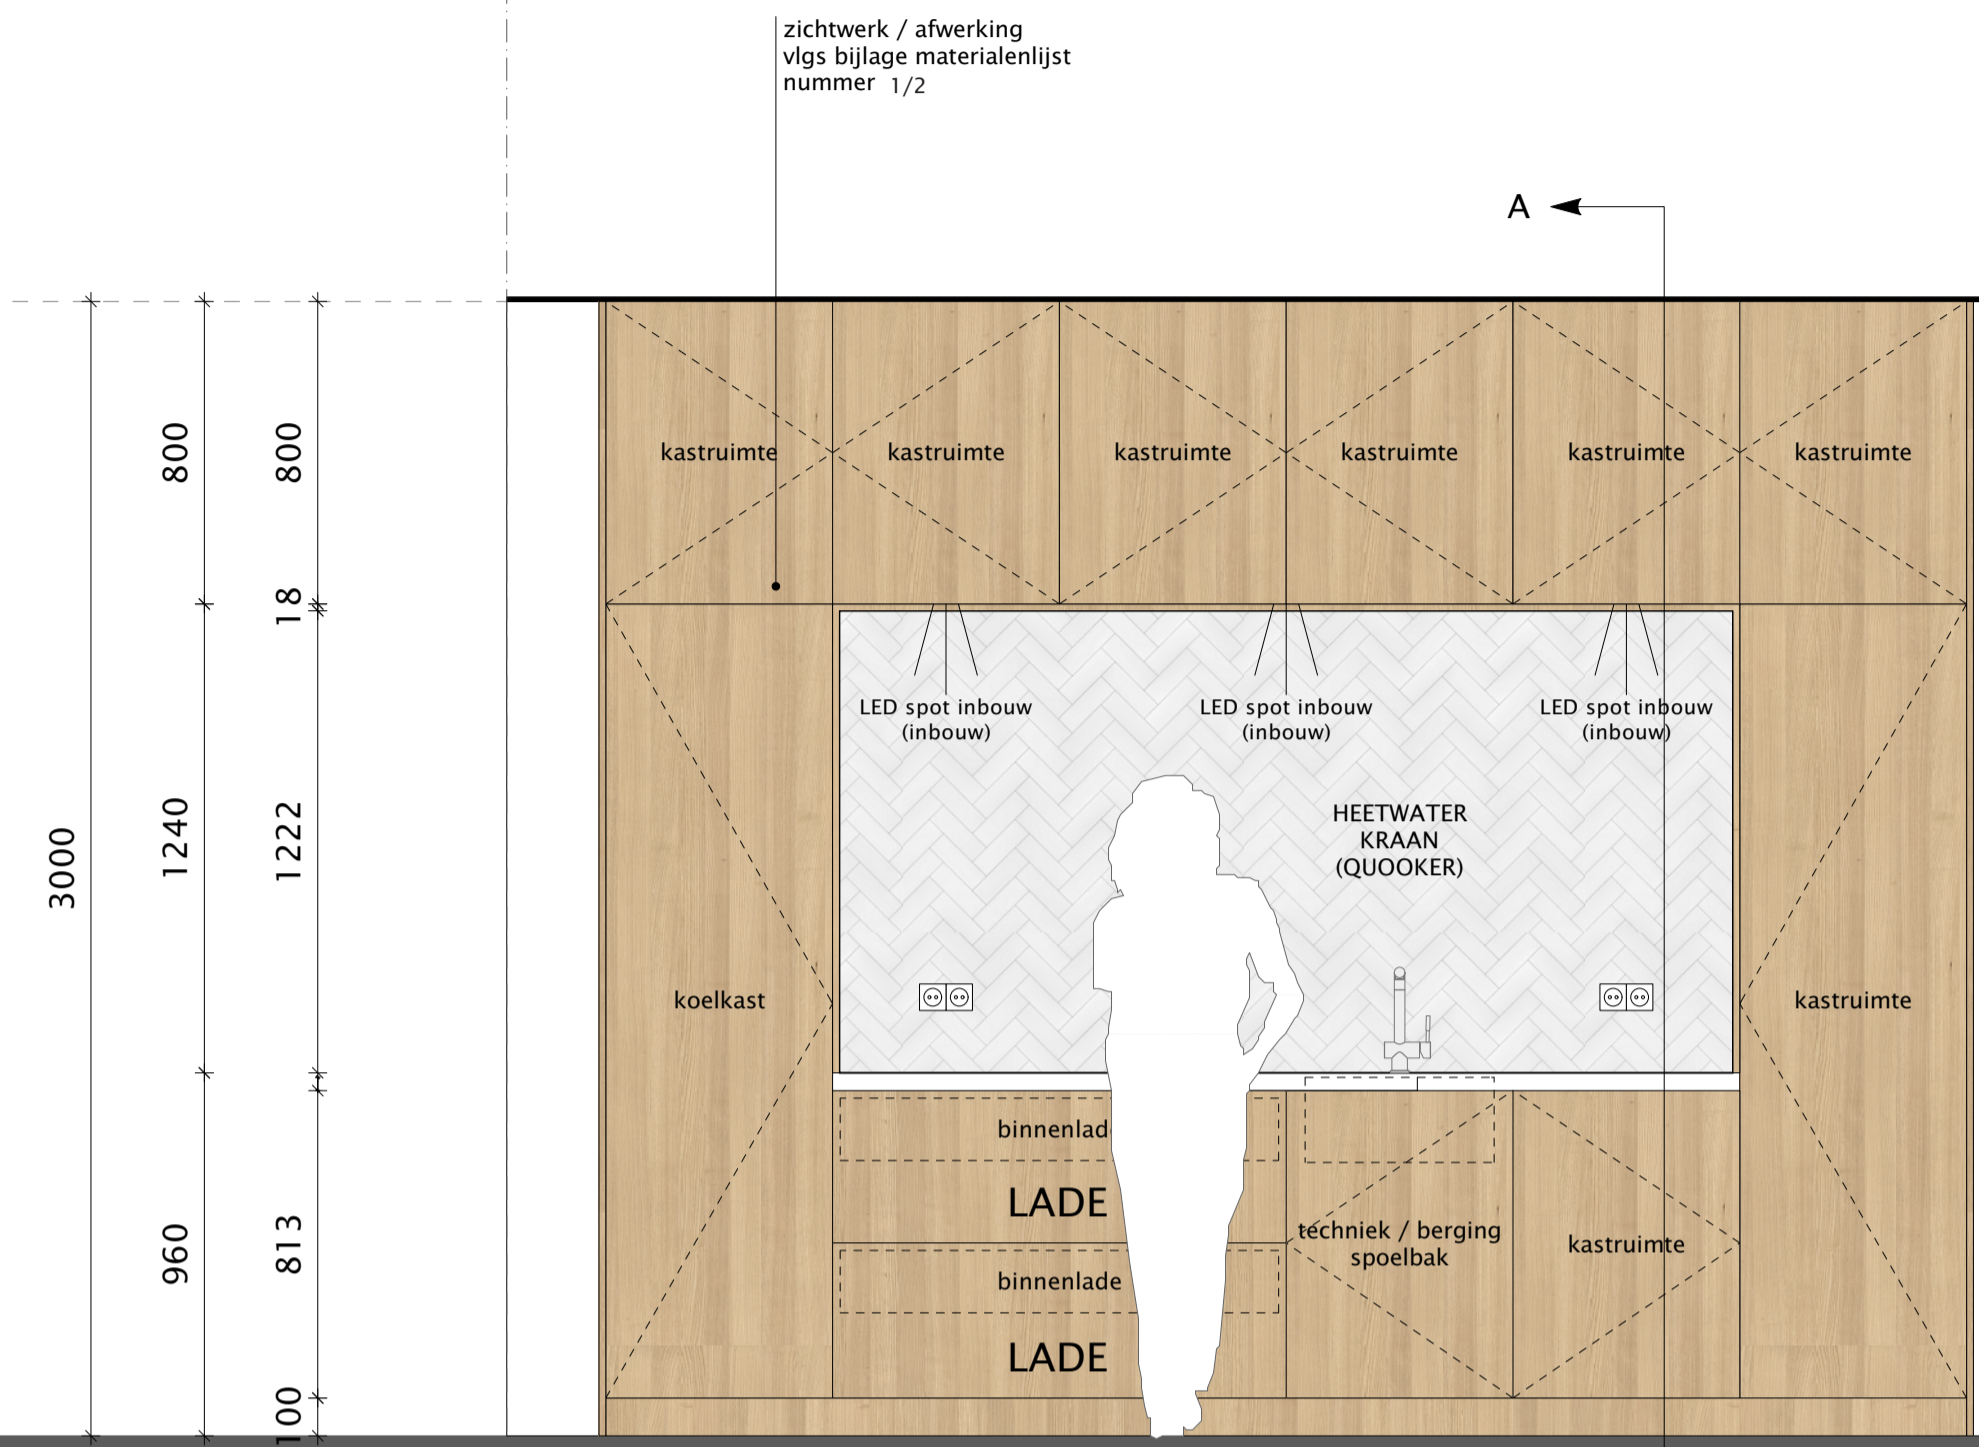 zichtwerk / afwerking
vlgs bijlage materialenlijst
nummer 1/2
A
800
800
18
1240
1222
3000
960
813
100
kastruimte
kastruimte
kastruimte
kastruimte
kastruimte
kastruimte
LED spot inbouw
(inbouw)
LED spot inbouw
(inbouw)
LED spot inbouw
(inbouw)
HEETWATER
KRAAN
(QUOOKER)
koelkast
kastruimte
binnenlad
LADE
binnenlade
LADE
techniek / berging
spoelbak
kastruimte